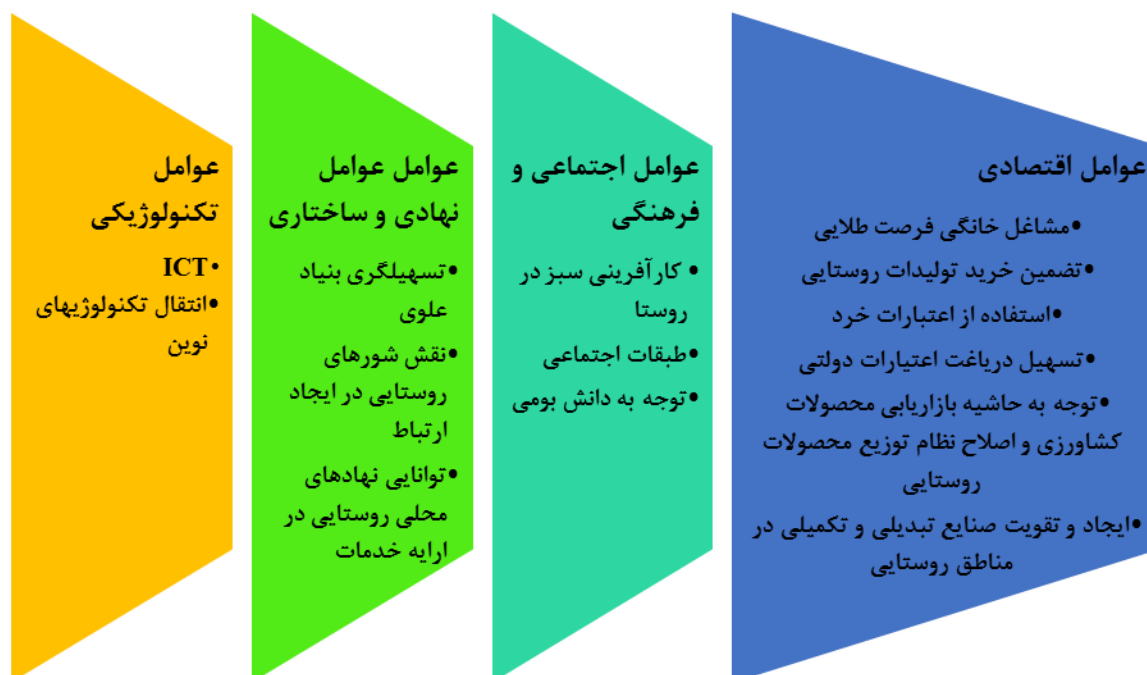 عوامل اقتصادی
•مشاغل خانگی فرصت طلایی
•تضمین خرید تولیدات روستایی
•استفاده از اعتبارات خرد
•تسهیل دریاغت اعتیارات دولتی
•توجه به حاشیه بازاریابی محصولات
کشاورزی و اصلاح نظام توزیع محصولات
روستایی
•ایجاد و تقویت صنایع تبدیلی و تکمیلی در
مناطق روستایی
عوامل اجتماعی و
فرهنگی
•کارآفرینی سبز در
روستا
•طبقات اجتماعی
•توجه به دانش بومی
عوامل عوامل
نهادی و ساختاری
•تسهیلگری بنیاد
علوی
•نقش شورهای
روستایی در ایجاد
ارتباط
•توانایی نهادهای
محلی روستایی در
ارایه خدمات
عوامل
تکنولوژیکی
•ICT
•انتقال تکنولوژیهای
نوین